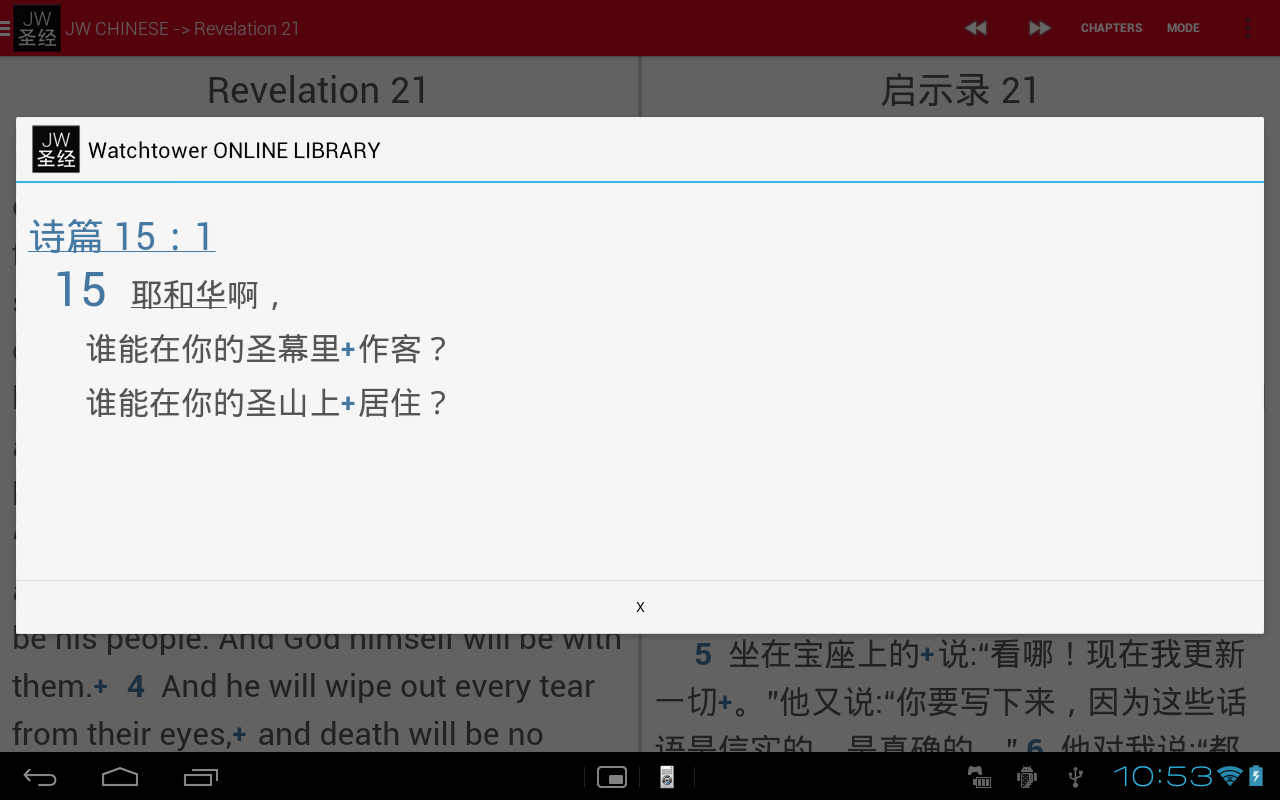 JW
圣经
JW CHINESE -> Revelation 21
CHAPTERS
MODE
Revelation 21
启示录 21
JW
圣经
Watchtower ONLINE LIBRARY
诗篇 15：1
15 耶和华啊，
谁能在你的圣幕里+作客？
谁能在你的圣山上+居住？
X
be his people. And God himself will be with
them.+ 4 And he will wipe out every tear
from their eyes,+ and death will be no
5 坐在宝座上的+说:“看哪！现在我更新
一切+。”他又说:“你要写下来，因为这些话
语是信实的，是真确的。” 6 他对我说:“都
10:53